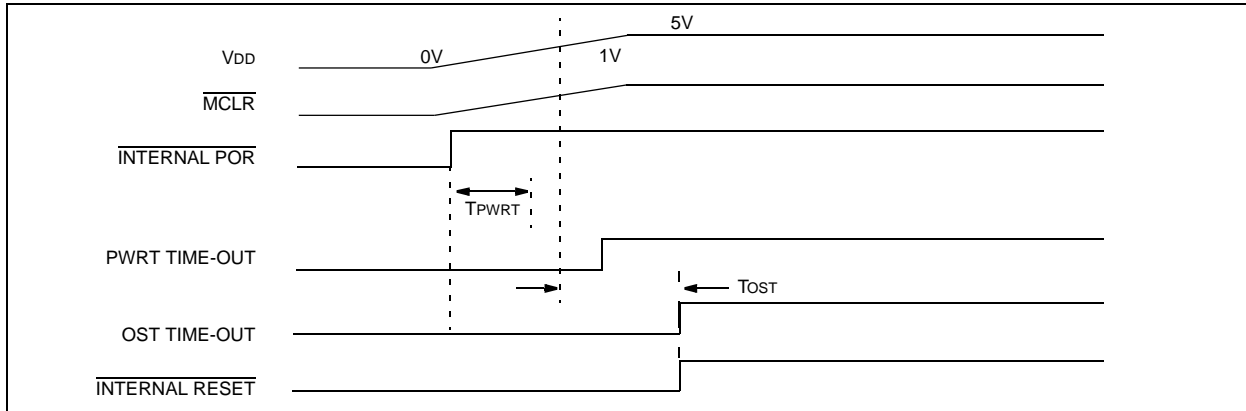 5V
VDD 0V 1V
MCLR
INTERNAL POR
TPWRT
PWRT TIME-OUT
TOST
OST TIME-OUT
INTERNAL RESET